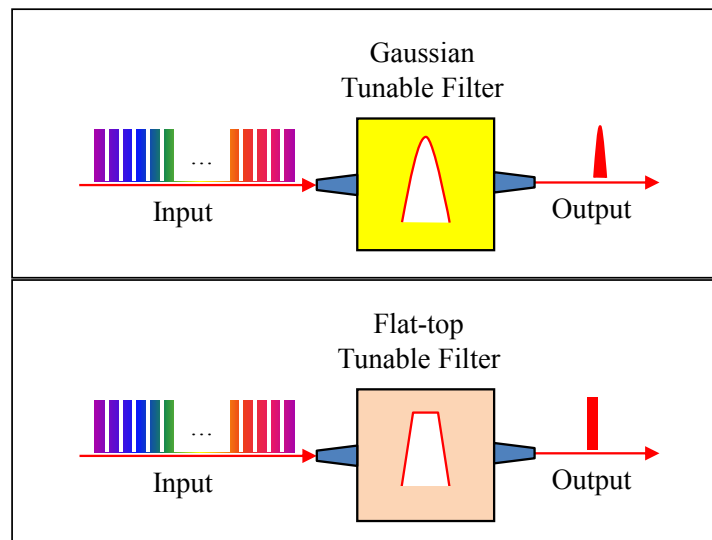 Gaussian
Tunable Filter
...
Input
Output
Flat-top
Tunable Filter
...
Input
Output